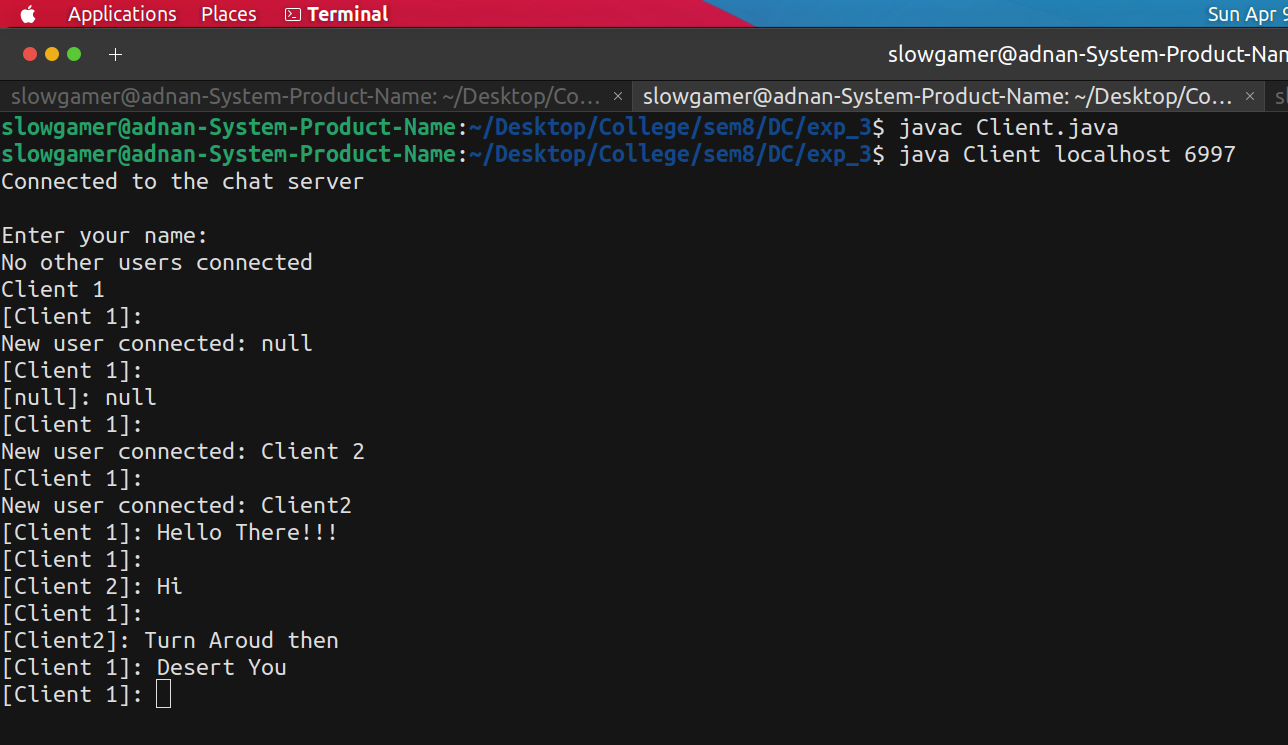 Applications Places Terminal Sun Apr
slowgamer@adnan-System-Product-Nam
slowgamer@adnan-System-Product-Name: ~/Desktop/Co... × slowgamer@adnan-System-Product-Name: ~/Desktop/Co... ×
slowgamer@adnan-System-Product-Name:~/Desktop/College/sem8/DC/exp_3$ javac Client.java
slowgamer@adnan-System-Product-Name:~/Desktop/College/sem8/DC/exp_3$ java Client localhost 6997
Connected to the chat server
Enter your name:
No other users connected
Client 1
[Client 1]:
New user connected: null
[Client 1]:
[null]: null
[Client 1]:
New user connected: Client 2
[Client 1]:
New user connected: Client2
[Client 1]: Hello There!!!
[Client 1]:
[Client 2]: Hi
[Client 1]:
[Client2]: Turn Aroud then
[Client 1]: Desert You
[Client 1]: